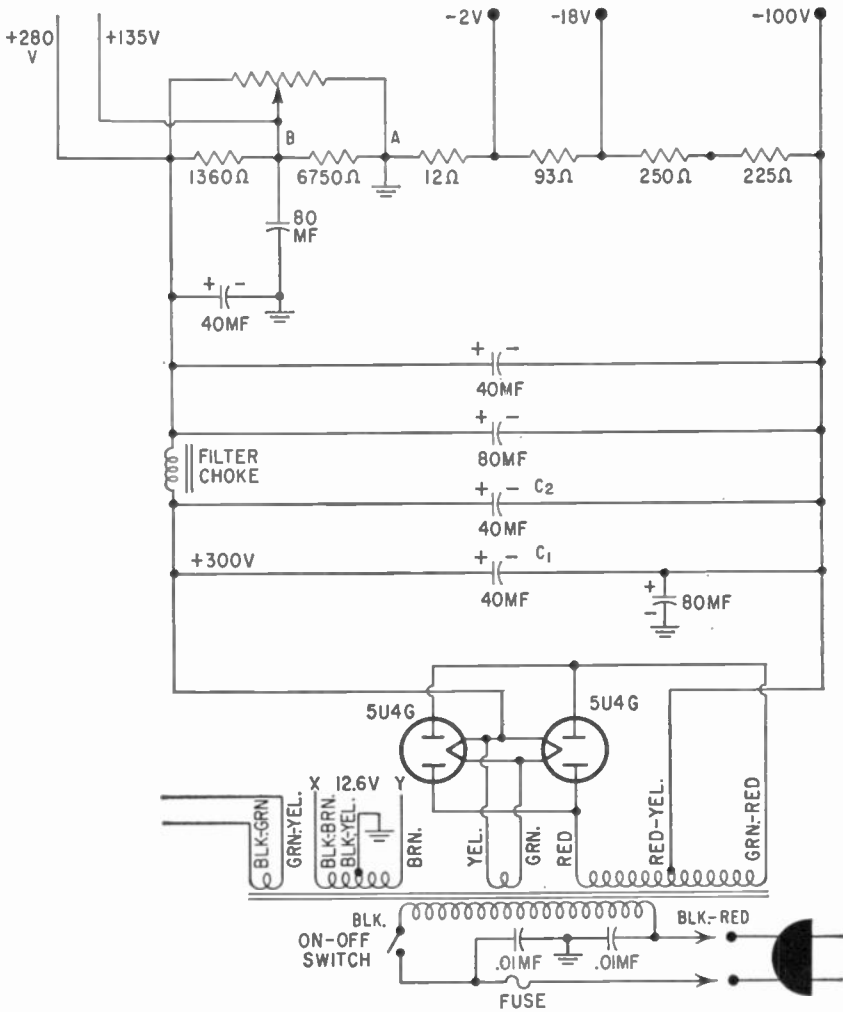 +280
V
+135V
-2V
-18V
-100V
B
A
1360Ω
6750Ω
12Ω
93Ω
250Ω
225Ω
80
MF
+ -
40MF
+ -
40MF
+ -
80MF
FILTER
CHOKE
+ - C2
40MF
+300V
+ - C1
40MF
+
-
80MF
5U4G
5U4G
X 12.6V Y
BLK-GRN
GRN-YEL.
BLK-BRN.
BLK-YEL.
BRN.
YEL.
GRN.
RED
RED-YEL.
GRN-RED
BLK.
BLK.-RED
ON-OFF
SWITCH
.01MF
.01MF
FUSE